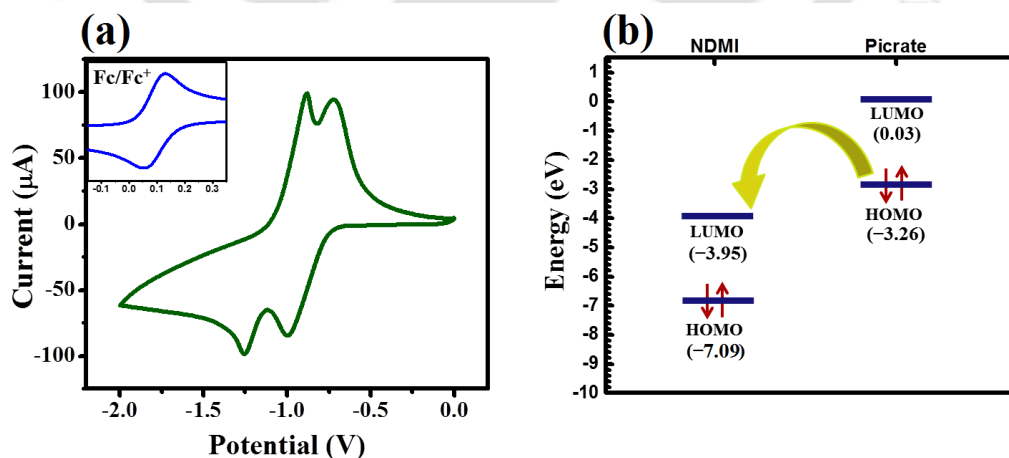 (a)
Fc/Fc⁺
-0.1 0.0 0.1 0.2 0.3
100
50
0
-50
-100
Current (μA)
-2.0 -1.5 -1.0 -0.5 0.0
Potential (V)
(b)
NDMI Picrate
1
0
-1
-2
-3
-4
-5
-6
-7
-8
-9
-10
Energy (eV)
LUMO
(0.03)
HOMO
(−3.26)
LUMO
(−3.95)
HOMO
(−7.09)